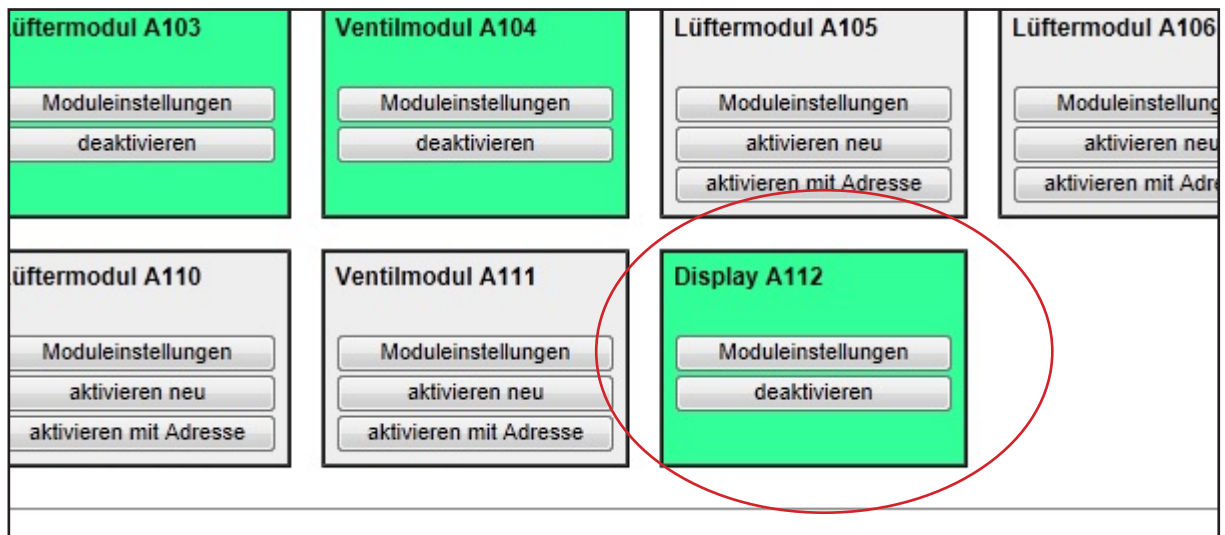 üftermodul A103
Ventilmodul A104
Lüftermodul A105
Lüftermodul A106
Moduleinstellungen
Moduleinstellungen
Moduleinstellungen
Moduleinstellung
deaktivieren
deaktivieren
aktivieren neu
aktivieren neu
aktivieren mit Adresse
aktivieren mit Adre
üftermodul A110
Ventilmodul A111
Display A112
Moduleinstellungen
Moduleinstellungen
Moduleinstellungen
aktivieren neu
aktivieren neu
deaktivieren
aktivieren mit Adresse
aktivieren mit Adresse